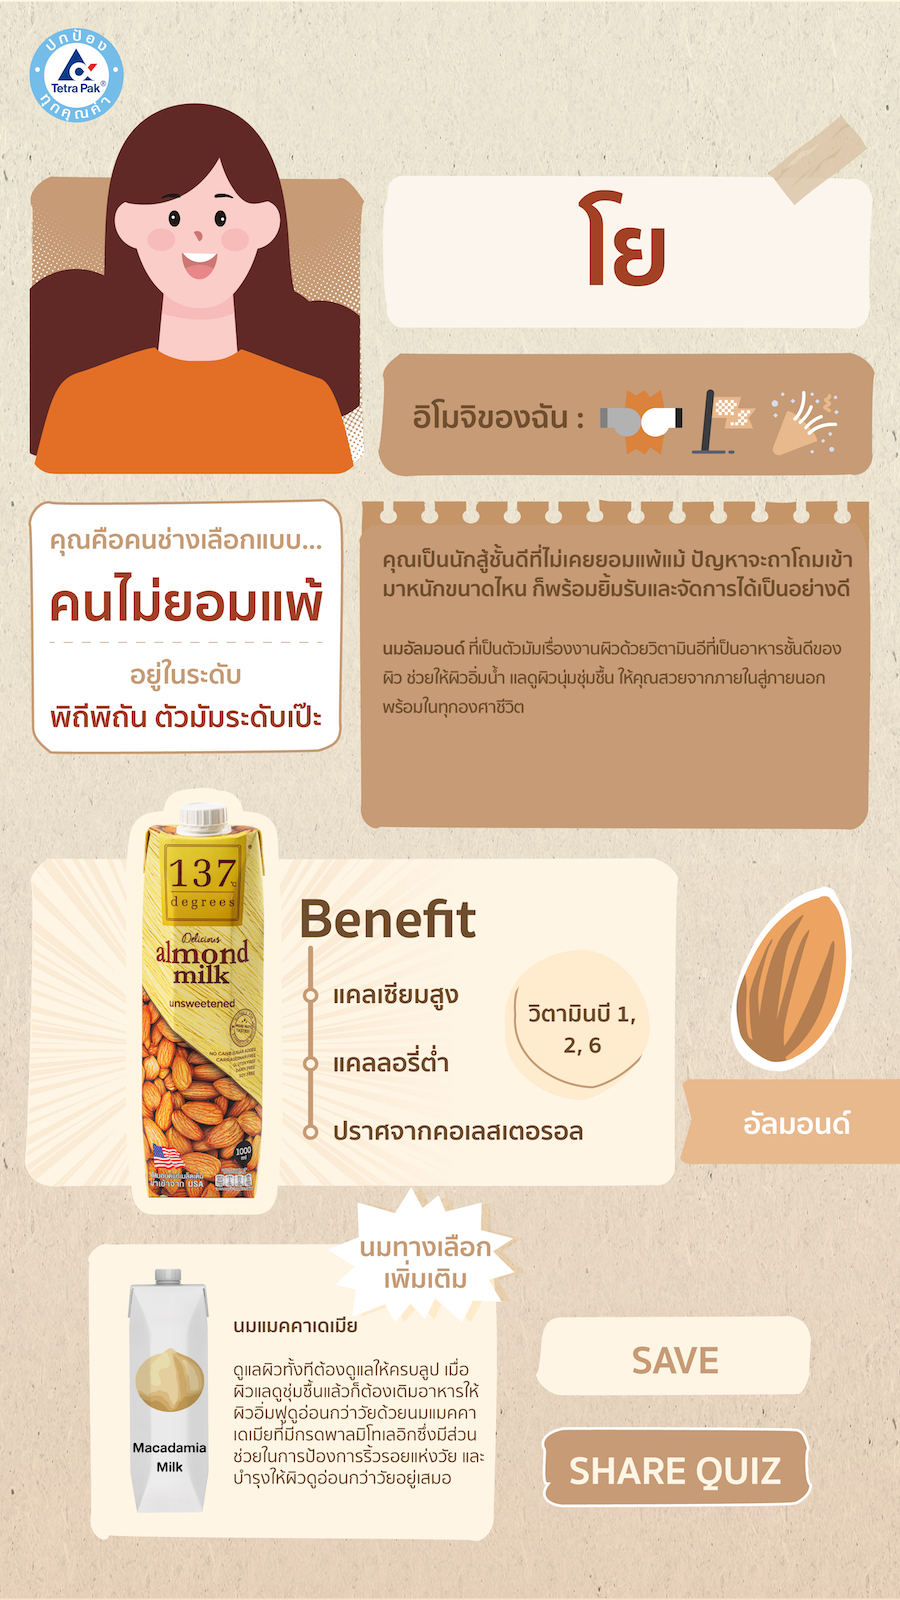 ปกป้อง
Tetra Pak®
ทุกคุณค่า
โย
อิโมจิของฉัน :
คุณคือคนช่างเลือกแบบ...
คนไม่ยอมแพ้
อยู่ในระดับ
พิถีพิถัน ตัวมัมระดับเป๊ะ
คุณเป็นนักสู้ชั้นดีที่ไม่เคยยอมแพ้แม้ ปัญหาจะถาโถมเข้า
มาหนักขนาดไหน ก็พร้อมยิ้มรับและจัดการได้เป็นอย่างดี
นมอัลมอนด์ ที่เป็นตัวมัมเรื่องงานผิวด้วยวิตามินอีที่เป็นอาหารชั้นดีของ
ผิว ช่วยให้ผิวอิ่มน้ำ แลดูผิวนุ่มชุ่มชื้น ให้คุณสวยจากภายในสู่ภายนอก
พร้อมในทุกองศาชีวิต
137
degrees
Delicious
almond
milk
unsweetened
1000
ml
นำเข้าจาก USA
Benefit
แคลเซียมสูง
แคลลอรี่ต่ำ
ปราศจากคอเลสเตอรอล
วิตามินบี 1,
2, 6
อัลมอนด์
นมทางเลือก
เพิ่มเติม
Macadamia
Milk
นมแมคคาเดเมีย
ดูแลผิวทั้งทีต้องดูแลให้ครบลูป เมื่อ
ผิวแลดูชุ่มชื้นแล้วก็ต้องเติมอาหารให้
ผิวอิ่มฟูดูอ่อนกว่าวัยด้วยนมแมคคา
เดเมียที่มีกรดพาลมิโทเลอิกซึ่งมีส่วน
ช่วยในการป้องการริ้วรอยแห่งวัย และ
บำรุงให้ผิวดูอ่อนกว่าวัยอยู่เสมอ
SAVE
SHARE QUIZ